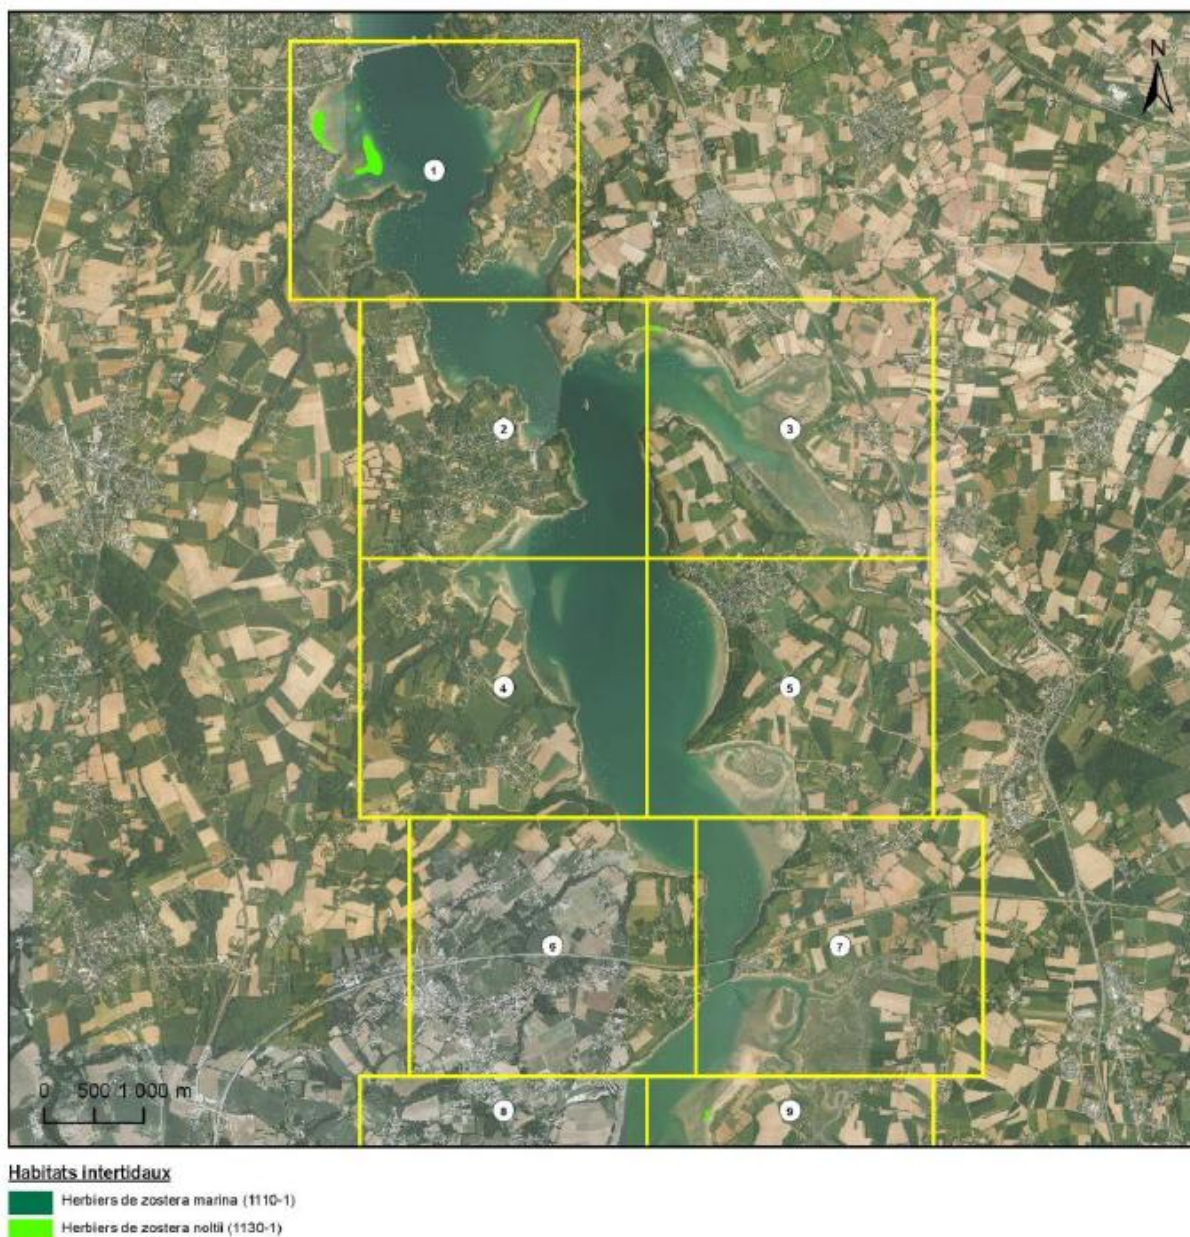 N
1
2
3
4
5
6
7
8
9
0 500 1 000 m
Habitats intertidaux
Herbiers de zostera marina (1110-1)
Herbiers de zostera noltii (1130-1)